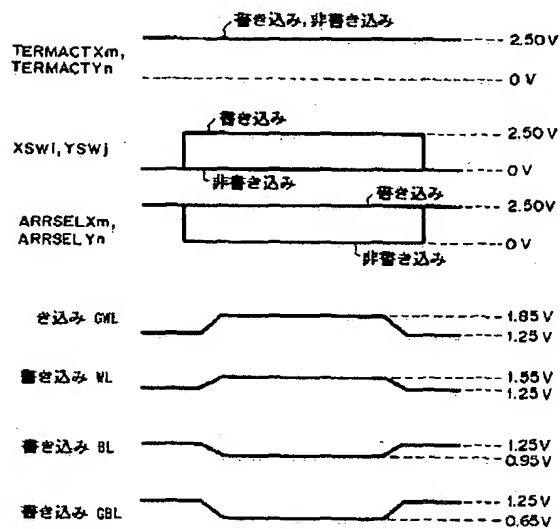 書き込み,非書き込み
TERMACTXm,
TERMACTYn
2.50V
0V
書き込み
XSWi, YSWj
2.50V
0V
非書き込み
書き込み
ARRSELXm,
ARRSELYn
2.50V
0V
非書き込み
き込み GWL
1.85V
1.25V
書き込み WL
1.55V
1.25V
書き込み BL
1.25V
0.95V
書き込み GBL
1.25V
0.65V